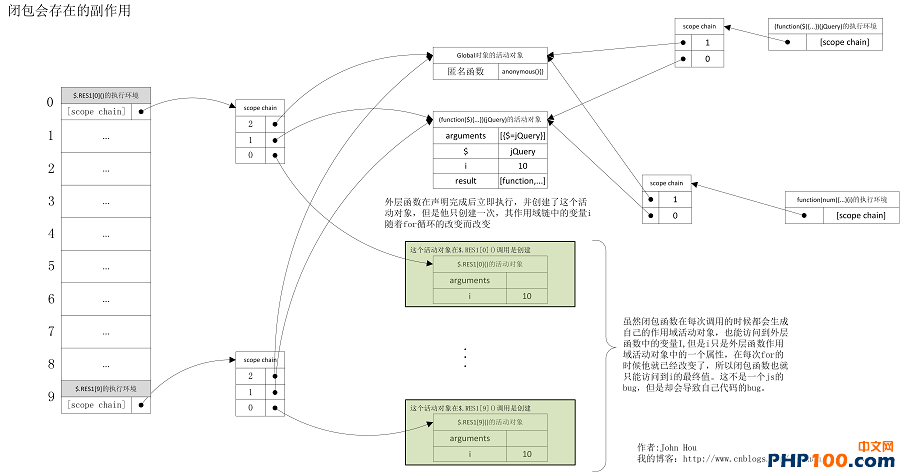 闭包会存在的副作用
scope chain
1
0
(function($){...})(jQuery)的执行环境
[scope chain]
Global对象的活动对象
匿名函数
anonymous(){}
0
$.RES1[0]()的执行环境
[scope chain]
1
...
2
...
3
...
4
...
5
...
6
...
7
...
8
...
9
$.RES1[9]的执行环境
[scope chain]
scope chain
2
1
0
(function($){...})(jQuery)的活动对象
arguments
[{$=jQuery}]
$
jQuery
i
10
result
[function,...]
外层函数在声明完成后立即执行，并创建了这个活
动对象，但是他只创建一次，其作用域链中的变量i
随着for循环的改变而改变
scope chain
1
0
function(num){...}(i)的执行环境
[scope chain]
这个活动对象在$.RES1[0]()调用是创建
$.RES1[0]()的活动对象
arguments
i
10
虽然闭包函数在每次调用的时候都会生成
自己的作用域活动对象，也能访问到外层
函数中的变量I,但是i只是外层函数作用
域活动对象中的一个属性，在每次for的
时候他就已经改变了，所以闭包函数也就
只能访问到i的最终值。这不是一个js的
bug，但是却会导致自己代码的bug。
scope chain
2
1
0
这个活动对象在$.RES1[9]()调用是创建
$.RES1[9]()的活动对象
arguments
i
10
作者:John Hou
我的博客：http://www.cnblogs.
中文网
PHP100.com